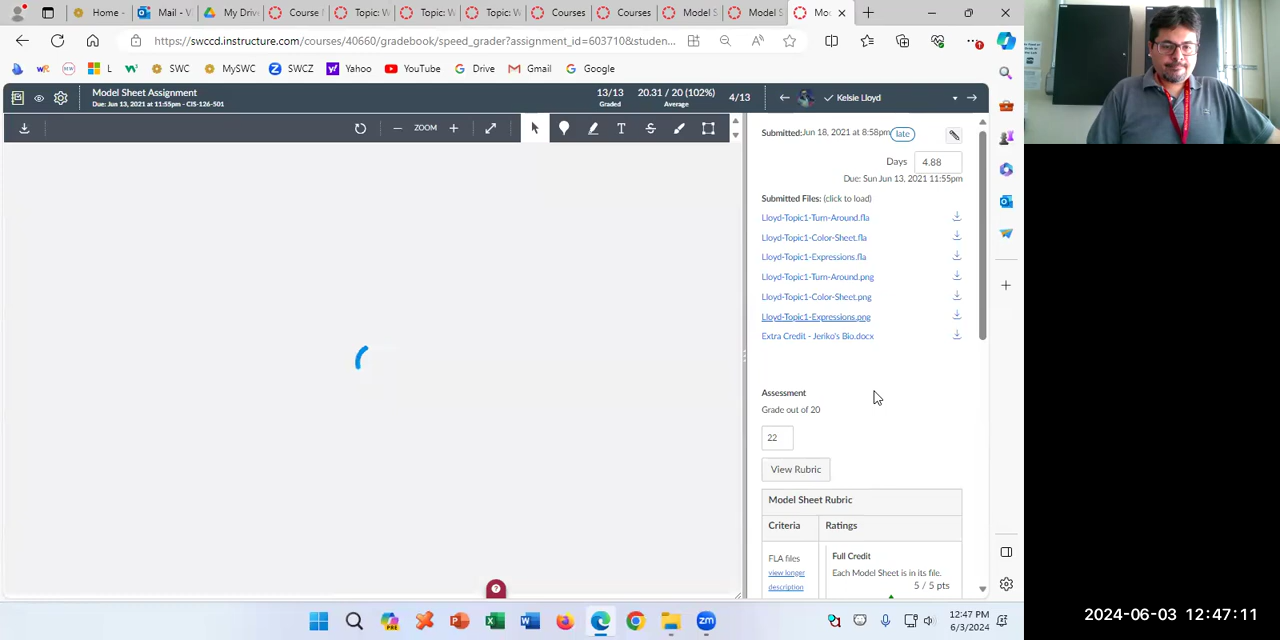 Home -
Mail - V
My Driv
Course
Topic: W
Topic: W
Topic: W
Courses
Courses
Model S
Model S
Mod
https://swccd.instructure.com/courses/40660/gradebook/speed_grader?assignment_id=603710&studen...
L
SWC
MySWC
SWCZ
Yahoo
YouTube
Drive
Gmail
Google
Model Sheet Assignment
Due: Jun 13, 2021 at 11:55pm - CIS-126-501
13/13
Graded
20.31 / 20 (102%)
Average
4/13
Kelsie Lloyd
ZOOM
Submitted: Jun 18, 2021 at 8:58pm late
Days 4.88
Due: Sun Jun 13, 2021 11:55pm
Submitted Files: (click to load)
Lloyd-Topic1-Turn-Around.fla
Lloyd-Topic1-Color-Sheet.fla
Lloyd-Topic1-Expressions.fla
Lloyd-Topic1-Turn-Around.png
Lloyd-Topic1-Color-Sheet.png
Lloyd-Topic1-Expressions.png
Extra Credit - Jeriko's Bio.docx
Assessment
Grade out of 20
22
View Rubric
Model Sheet Rubric
Criteria Ratings
FLA files
view longer
description
Full Credit
Each Model Sheet is in its file.
5 / 5 pts
12:47 PM
6/3/2024
2024-06-03 12:47:11